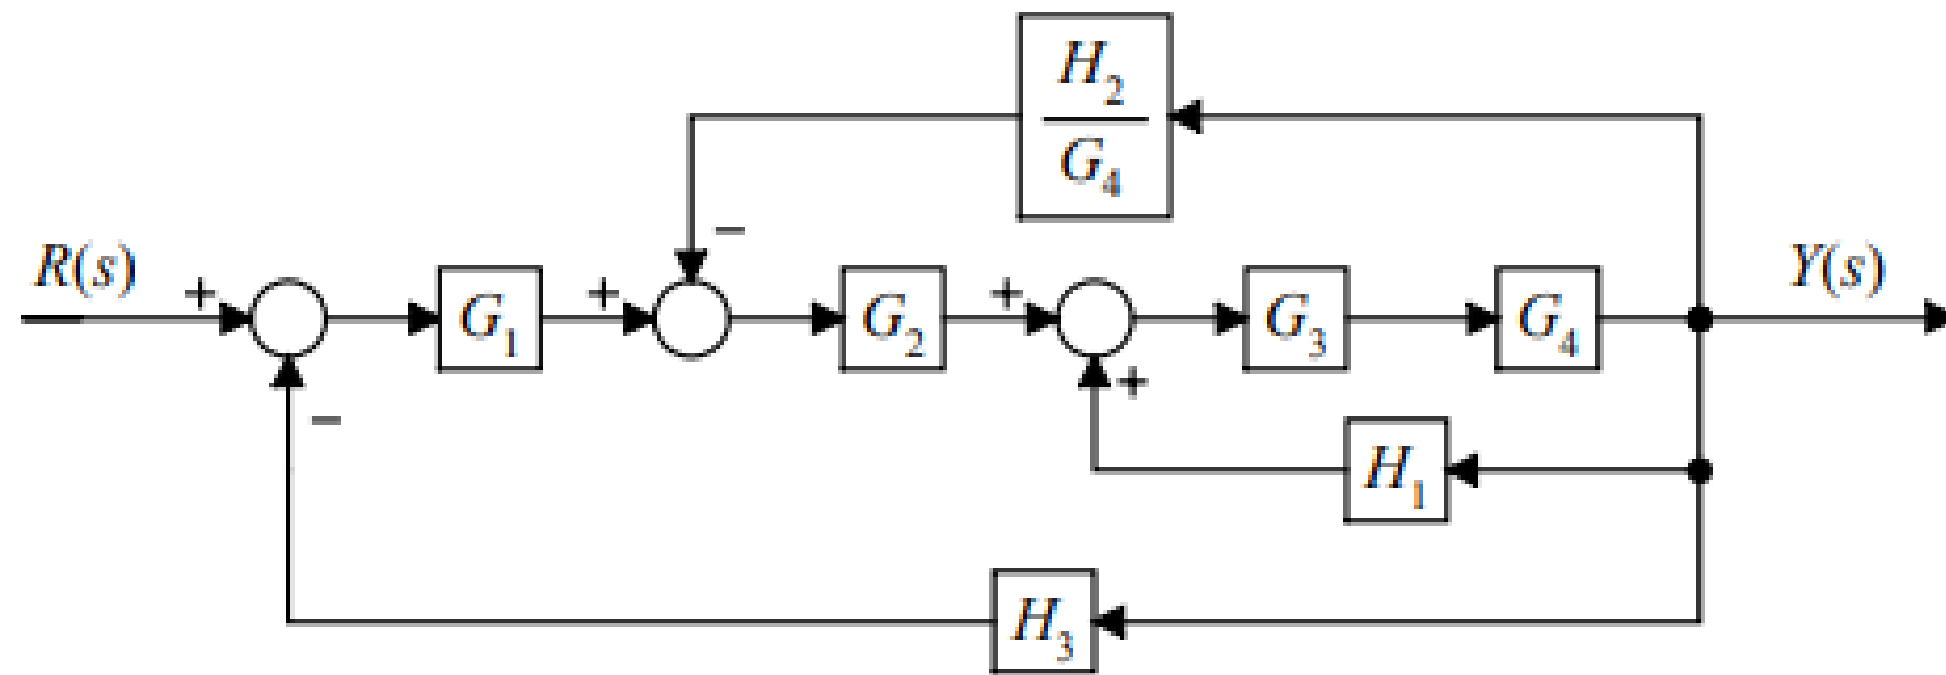 H₂
G₄
−
R(s) + G₁ + G₂ + G₃ G₄ Y(s)
+
−
H₁
H₃